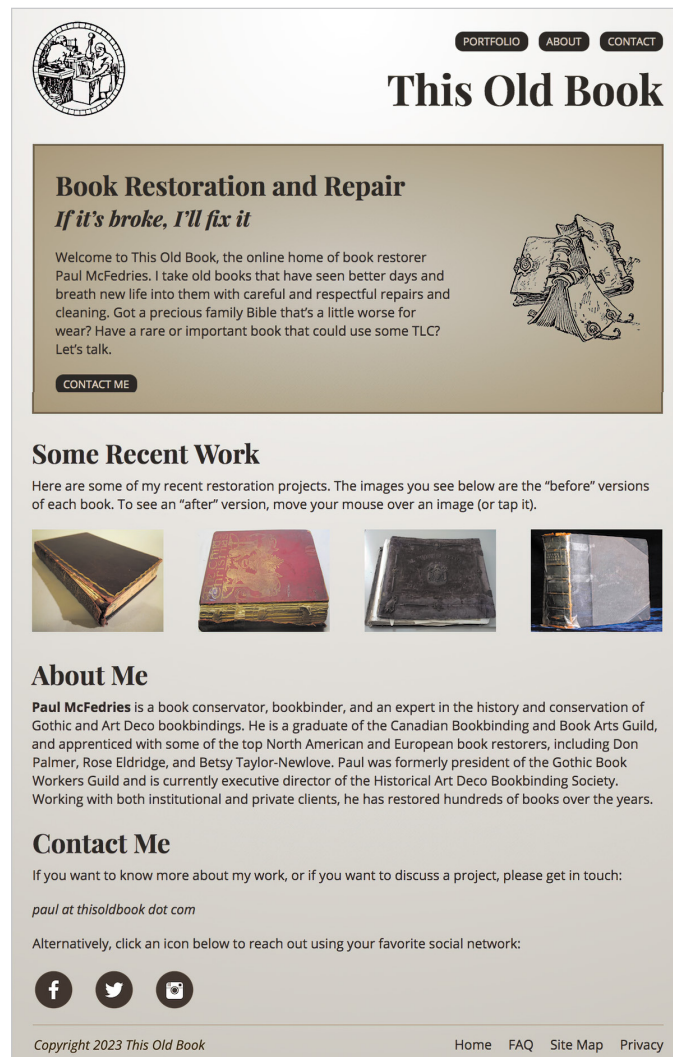 PORTFOLIO ABOUT CONTACT
This Old Book
Book Restoration and Repair
If it’s broke, I’ll fix it
Welcome to This Old Book, the online home of book restorer
Paul McFedries. I take old books that have seen better days and
breath new life into them with careful and respectful repairs and
cleaning. Got a precious family Bible that’s a little worse for
wear? Have a rare or important book that could use some TLC?
Let’s talk.
CONTACT ME
Some Recent Work
Here are some of my recent restoration projects. The images you see below are the “before” versions
of each book. To see an “after” version, move your mouse over an image (or tap it).
About Me
Paul McFedries is a book conservator, bookbinder, and an expert in the history and conservation of
Gothic and Art Deco bookbindings. He is a graduate of the Canadian Bookbinding and Book Arts Guild,
and apprenticed with some of the top North American and European book restorers, including Don
Palmer, Rose Eldridge, and Betsy Taylor-Newlove. Paul was formerly president of the Gothic Book
Workers Guild and is currently executive director of the Historical Art Deco Bookbinding Society.
Working with both institutional and private clients, he has restored hundreds of books over the years.
Contact Me
If you want to know more about my work, or if you want to discuss a project, please get in touch:
paul at thisoldbook dot com
Alternatively, click an icon below to reach out using your favorite social network:
Copyright 2023 This Old Book
Home FAQ Site Map Privacy